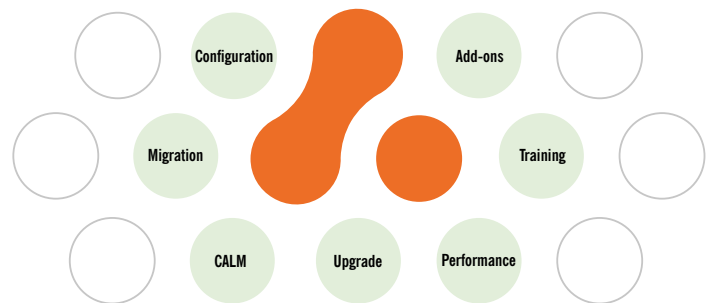 Configuration
Add-ons
Migration
Training
CALM
Upgrade
Performance